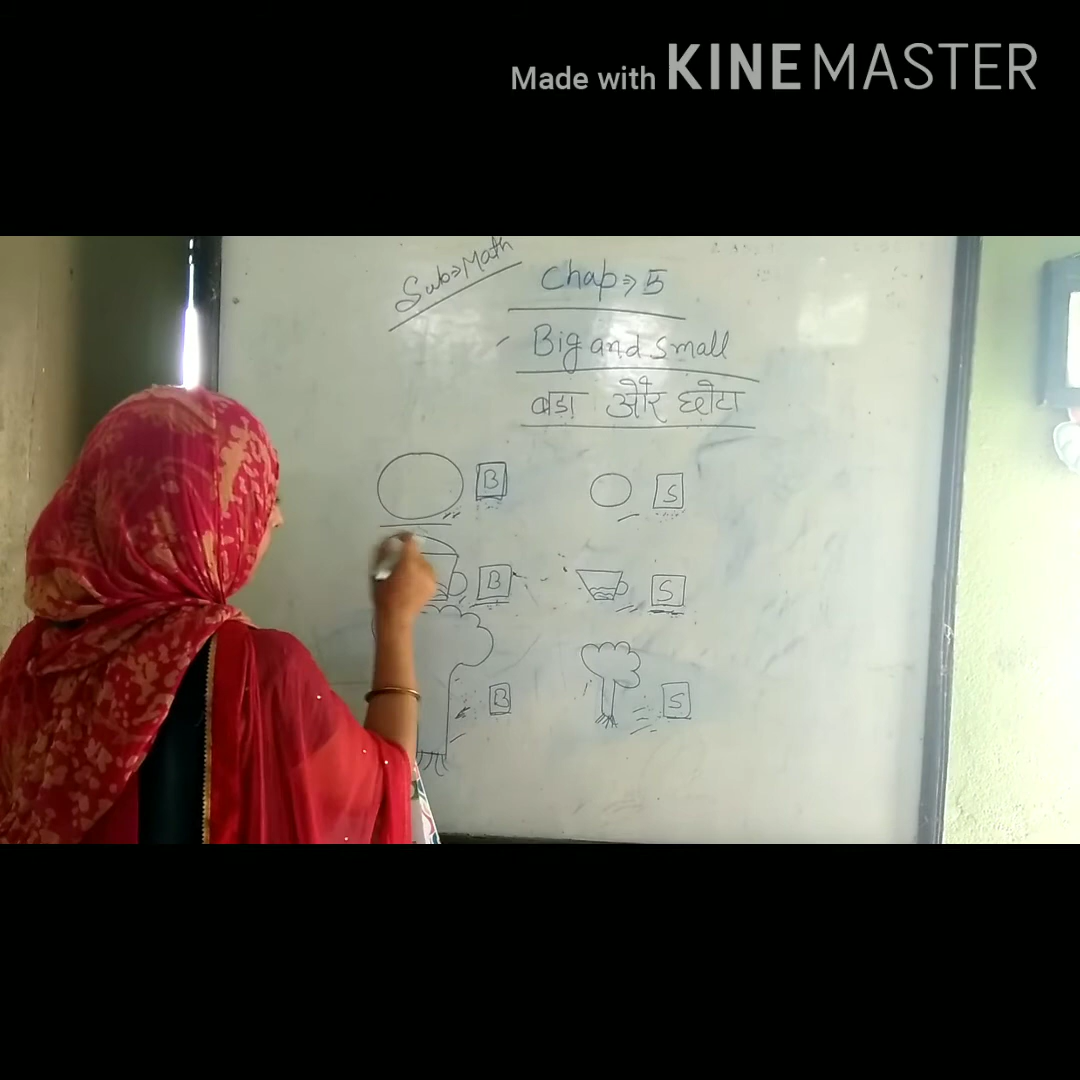 Made with KINEMASTER
Sub⇒Math
Chap⇒5
Big and Small
बड़ा और छोटा
B S
B S
B S